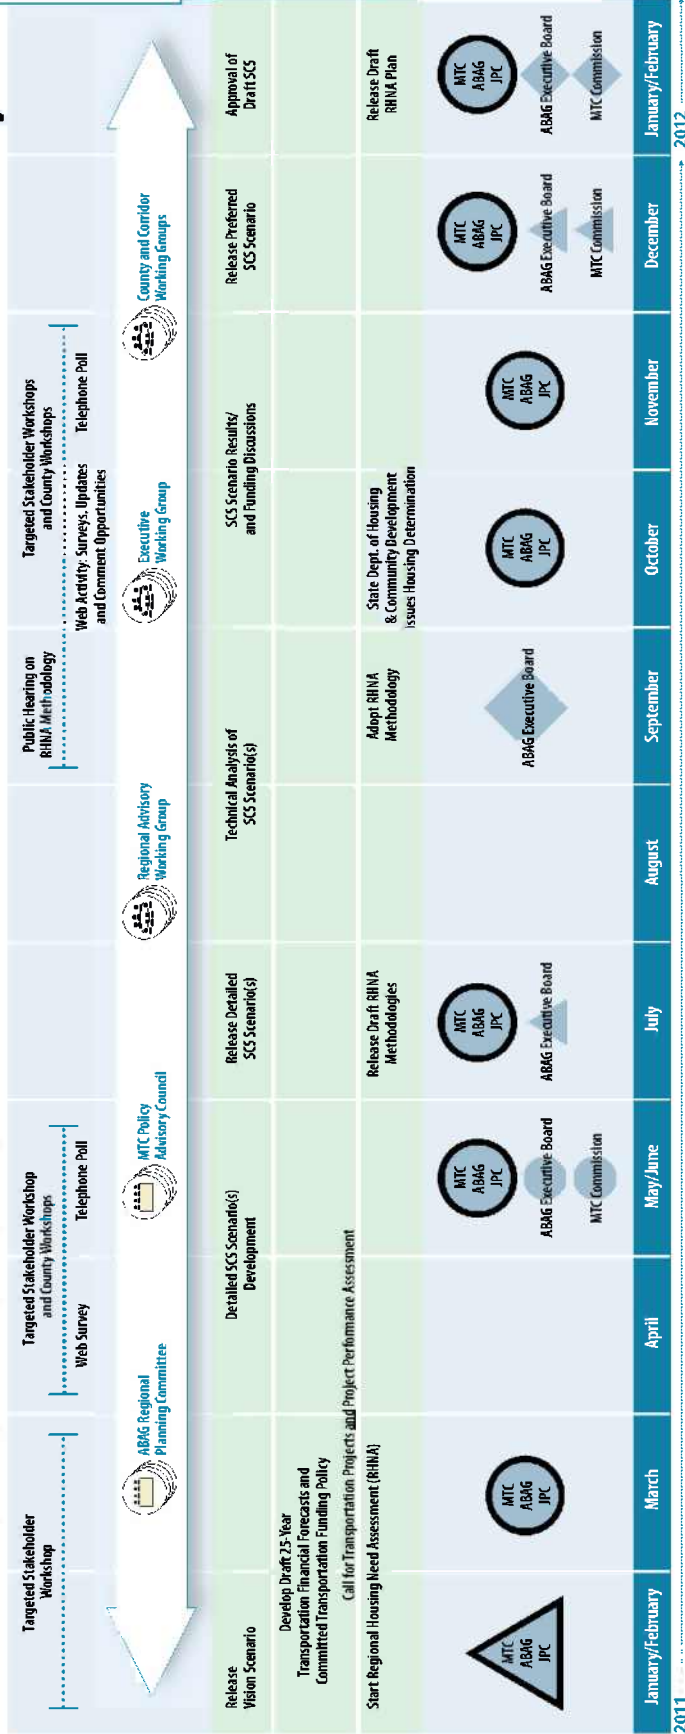 Targeted Stakeholder
Workshop
Targeted Stakeholder Workshop
and County Workshops
Web Survey
Telephone Poll
Public Hearing on
RHNA Methodology
Targeted Stakeholder Workshops
and County Workshops
Web Activity: Surveys, Updates
and Comment Opportunities
Telephone Poll
ABAG Regional
Planning Committee
MTC Policy
Advisory Council
Regional Advisory
Working Group
Executive
Working Group
County and Corridor
Working Groups
Release
Vision Scenario
Detailed SCS Scenario(s)
Development
Release Detailed
SCS Scenario(s)
Technical Analysis of
SCS Scenario(s)
SCS Scenario Results/
and Funding Discussions
Release Preferred
SCS Scenario
Approval of
Draft SCS
Develop Draft 25-Year
Transportation Financial Forecasts and
Committed Transportation Funding Policy
Call for Transportation Projects and Project Performance Assessment
Start Regional Housing Need Assessment (RHNA)
Release Draft RHNA
Methodologies
Adopt RHNA
Methodology
State Dept. of Housing
& Community Development
Issues Housing Determination
Release Draft
RHNA Plan
MTC
ABAG
JPC
MTC
ABAG
JPC
MTC
ABAG
JPC
ABAG Executive Board
MTC Commission
MTC
ABAG
JPC
ABAG Executive Board
ABAG Executive Board
MTC
ABAG
JPC
MTC
ABAG
JPC
MTC
ABAG
JPC
ABAG Executive Board
MTC Commission
MTC
ABAG
JPC
ABAG Executive Board
MTC Commission
January/February
March
April
May/June
July
August
September
October
November
December
January/February
2011
2012